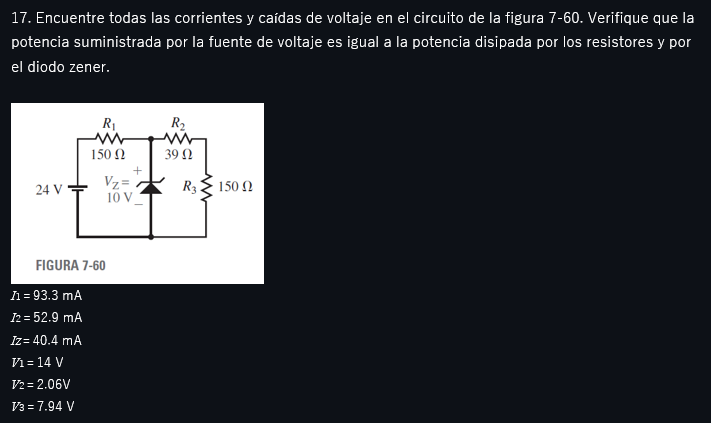 17. Encuentre todas las corrientes y caídas de voltaje en el circuito de la figura 7-60. Verifique que la
potencia suministrada por la fuente de voltaje es igual a la potencia disipada por los resistores y por
el diodo zener.
R1 R2
150 Ω 39 Ω
24 V
+
VZ =
10 V
−
R3 150 Ω
FIGURA 7-60
I1 = 93.3 mA
I2 = 52.9 mA
IZ= 40.4 mA
V1 = 14 V
V2 = 2.06V
V3 = 7.94 V